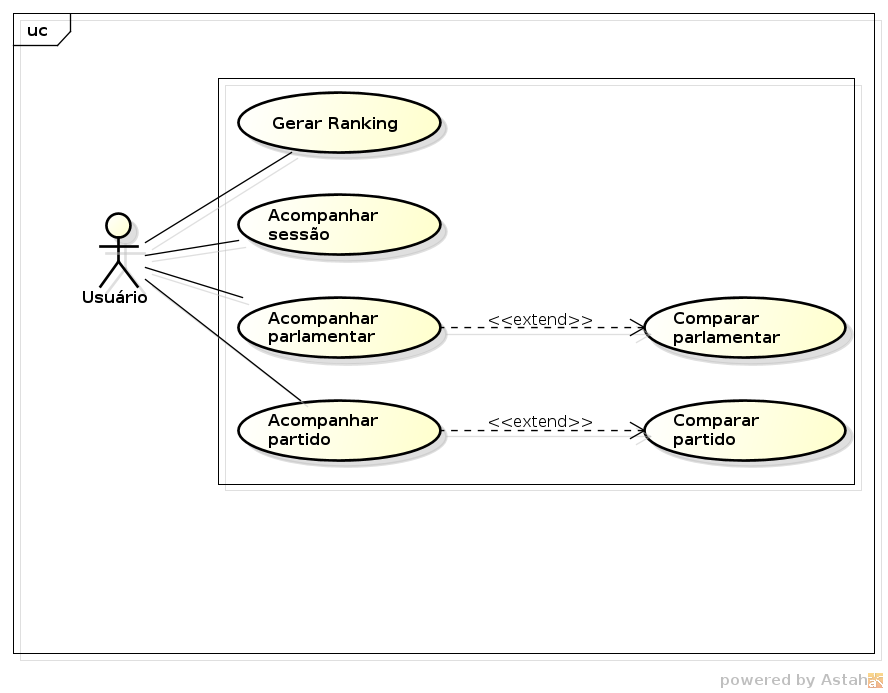 uc
Gerar Ranking
Acompanhar
sessão
Usuário
Acompanhar
parlamentar
<<extend>>
Comparar
parlamentar
Acompanhar
partido
<<extend>>
Comparar
partido
powered by Astah